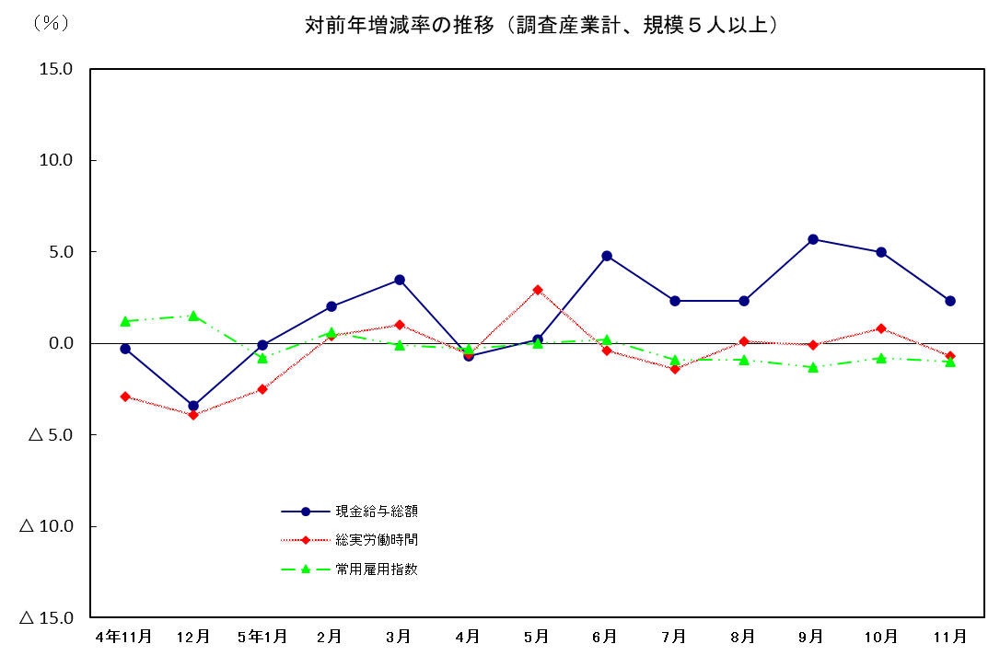 （％）
対前年増減率の推移（調査産業計、規模５人以上）
15.0
10.0
5.0
0.0
△ 5.0
△ 10.0
△ 15.0
現金給与総額
総実労働時間
常用雇用指数
4年11月 12月 5年1月 2月 3月 4月 5月 6月 7月 8月 9月 10月 11月